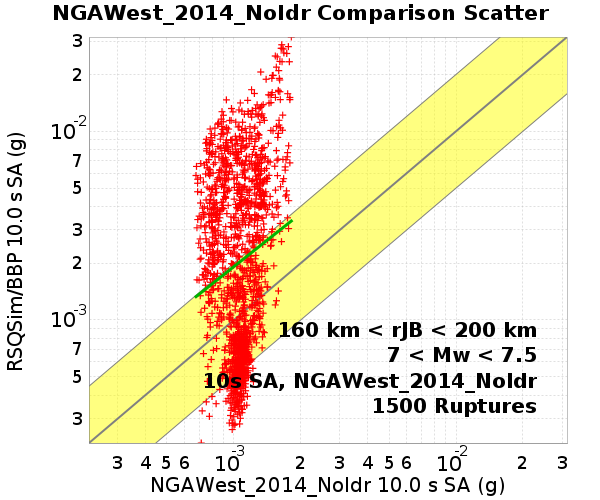 NGAWest_2014_NoIdr Comparison Scatter
RSQSim/BBP 10.0 s SA (g)
3
2
10-2
7
5
3
2
10-3
7
5
3
160 km < rJB < 200 km
7 < Mw < 7.5
10s SA, NGAWest_2014_NoIdr
1500 Ruptures
3 4 5 6 10-3 2 3 4 5 6 10-2 2 3
NGAWest_2014_NoIdr 10.0 s SA (g)